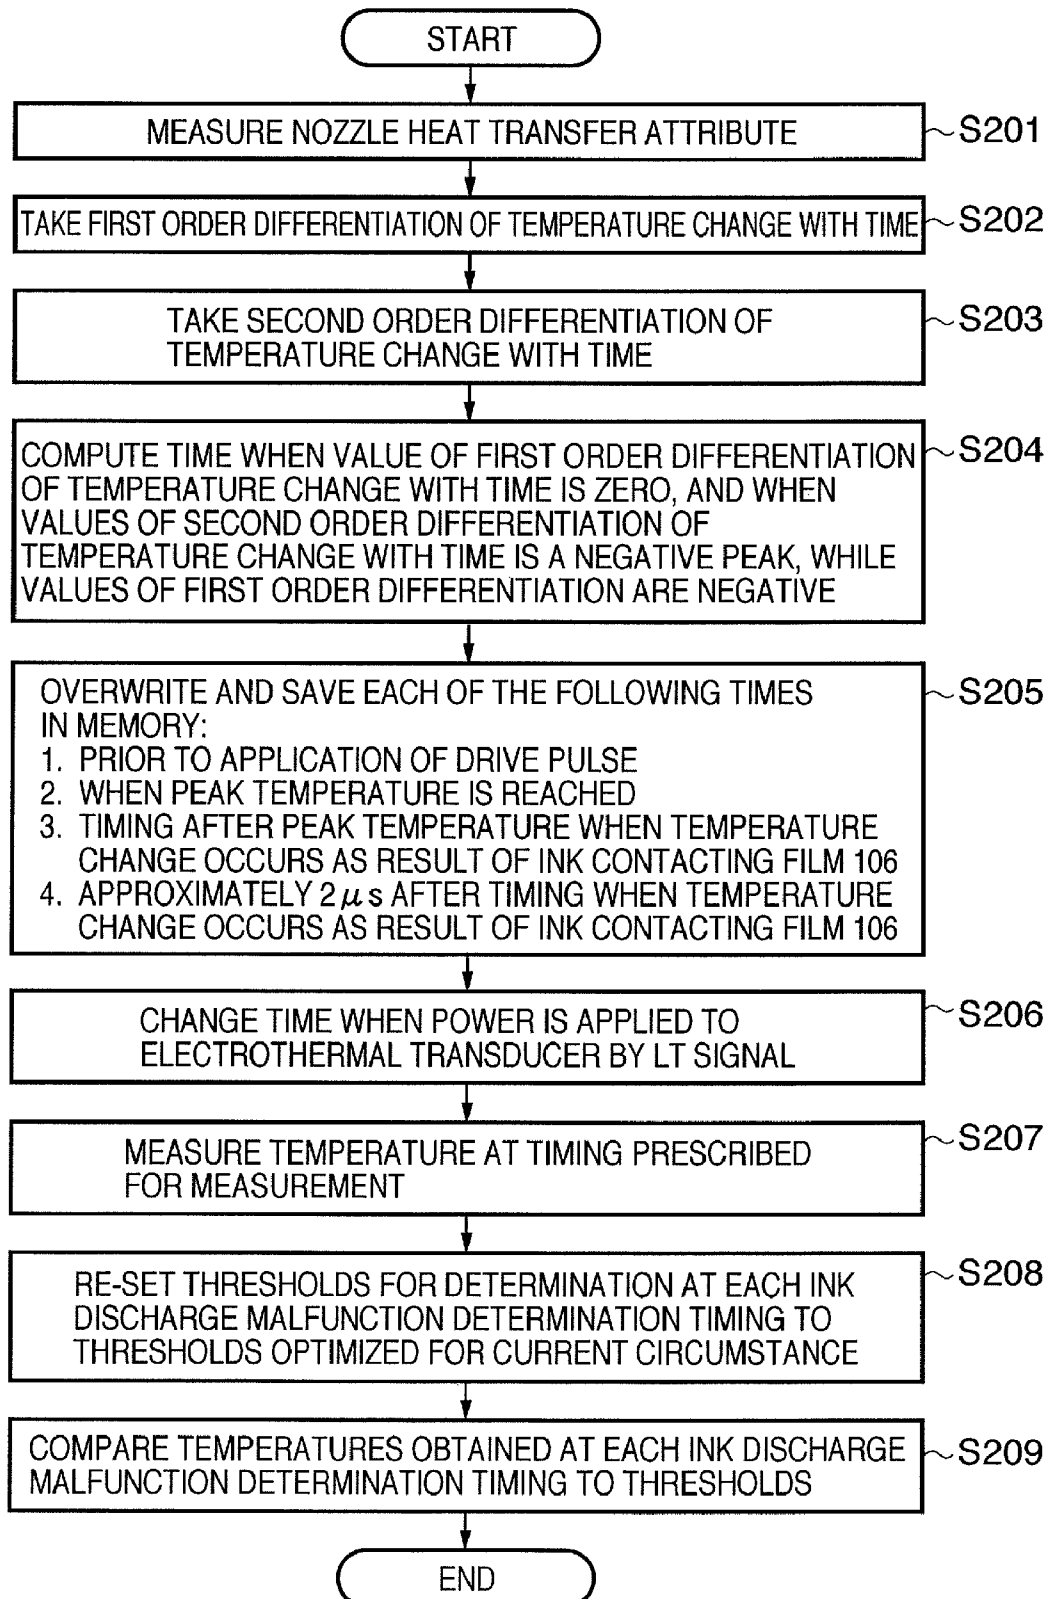 START
MEASURE NOZZLE HEAT TRANSFER ATTRIBUTE
S201
TAKE FIRST ORDER DIFFERENTIATION OF TEMPERATURE CHANGE WITH TIME
S202
TAKE SECOND ORDER DIFFERENTIATION OF
TEMPERATURE CHANGE WITH TIME
S203
COMPUTE TIME WHEN VALUE OF FIRST ORDER DIFFERENTIATION
OF TEMPERATURE CHANGE WITH TIME IS ZERO, AND WHEN
VALUES OF SECOND ORDER DIFFERENTIATION OF
TEMPERATURE CHANGE WITH TIME IS A NEGATIVE PEAK, WHILE
VALUES OF FIRST ORDER DIFFERENTIATION ARE NEGATIVE
S204
OVERWRITE AND SAVE EACH OF THE FOLLOWING TIMES
IN MEMORY:
1. PRIOR TO APPLICATION OF DRIVE PULSE
2. WHEN PEAK TEMPERATURE IS REACHED
3. TIMING AFTER PEAK TEMPERATURE WHEN TEMPERATURE
CHANGE OCCURS AS RESULT OF INK CONTACTING FILM 106
4. APPROXIMATELY 2μs AFTER TIMING WHEN TEMPERATURE
CHANGE OCCURS AS RESULT OF INK CONTACTING FILM 106
S205
CHANGE TIME WHEN POWER IS APPLIED TO
ELECTROTHERMAL TRANSDUCER BY LT SIGNAL
S206
MEASURE TEMPERATURE AT TIMING PRESCRIBED
FOR MEASUREMENT
S207
RE-SET THRESHOLDS FOR DETERMINATION AT EACH INK
DISCHARGE MALFUNCTION DETERMINATION TIMING TO
THRESHOLDS OPTIMIZED FOR CURRENT CIRCUMSTANCE
S208
COMPARE TEMPERATURES OBTAINED AT EACH INK DISCHARGE
MALFUNCTION DETERMINATION TIMING TO THRESHOLDS
S209
END